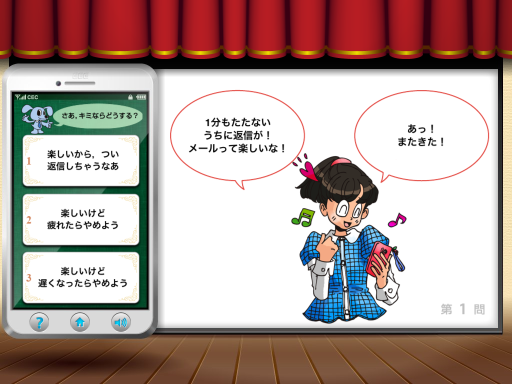 CEC
さあ，キミならどうする？
1 楽しいから，つい
返信しちゃうなあ
2 楽しいけど
疲れたらやめよう
3 楽しいけど
遅くなったらやめよう
?
1分もたたない
うちに返信が！
メールって楽しいな！
あっ！
またきた！
第 1 問